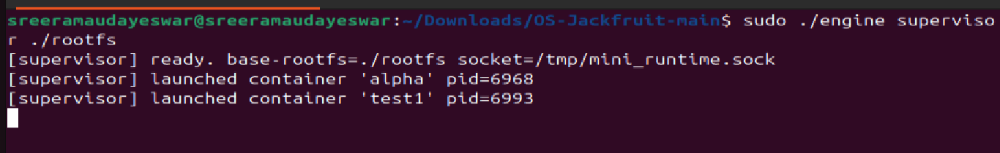 sreeramaudayeswar@sreeramaudayeswar:~/Downloads/OS-Jackfruit-main$ sudo ./engine superviso
r ./rootfs
[supervisor] ready. base-rootfs=./rootfs socket=/tmp/mini_runtime.sock
[supervisor] launched container 'alpha' pid=6968
[supervisor] launched container 'test1' pid=6993